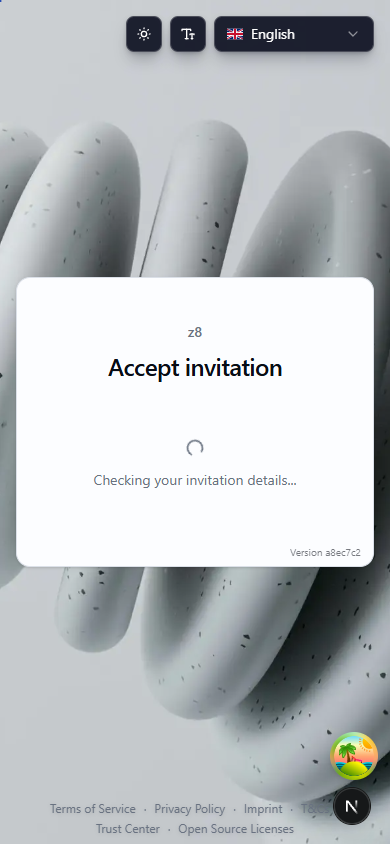 English
z8
Accept invitation
Checking your invitation details...
Version a8ec7c2
Terms of Service · Privacy Policy · Imprint ·
Trust Center · Open Source Licenses
N